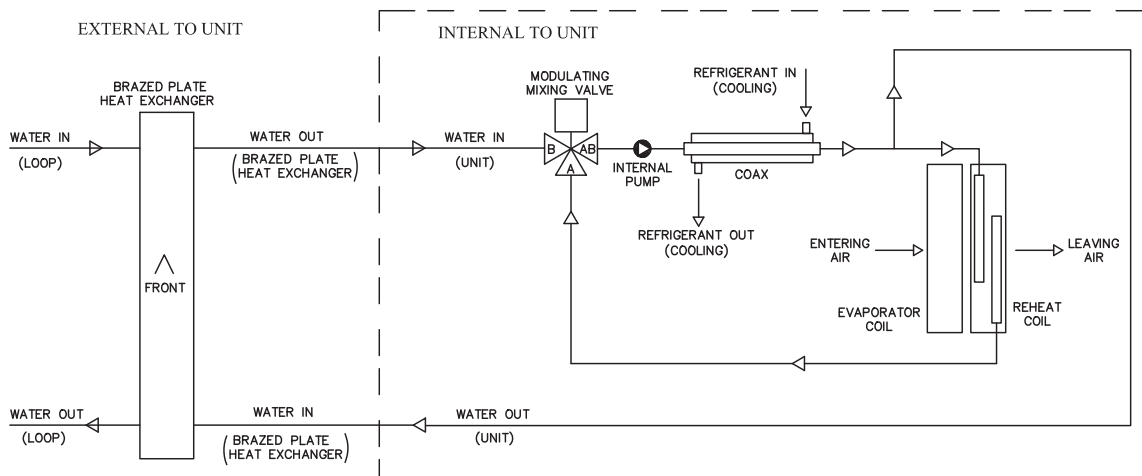 EXTERNAL TO UNIT
INTERNAL TO UNIT
BRAZED PLATE
HEAT EXCHANGER
WATER IN
(LOOP)
WATER OUT
(BRAZED PLATE
HEAT EXCHANGER)
WATER IN
(UNIT)
MODULATING
MIXING VALVE
B
AB
A
INTERNAL
PUMP
REFRIGERANT IN
(COOLING)
COAX
REFRIGERANT OUT
(COOLING)
ENTERING
AIR
LEAVING
AIR
EVAPORATOR
COIL
REHEAT
COIL
FRONT
WATER OUT
(LOOP)
WATER IN
(BRAZED PLATE
HEAT EXCHANGER)
WATER OUT
(UNIT)